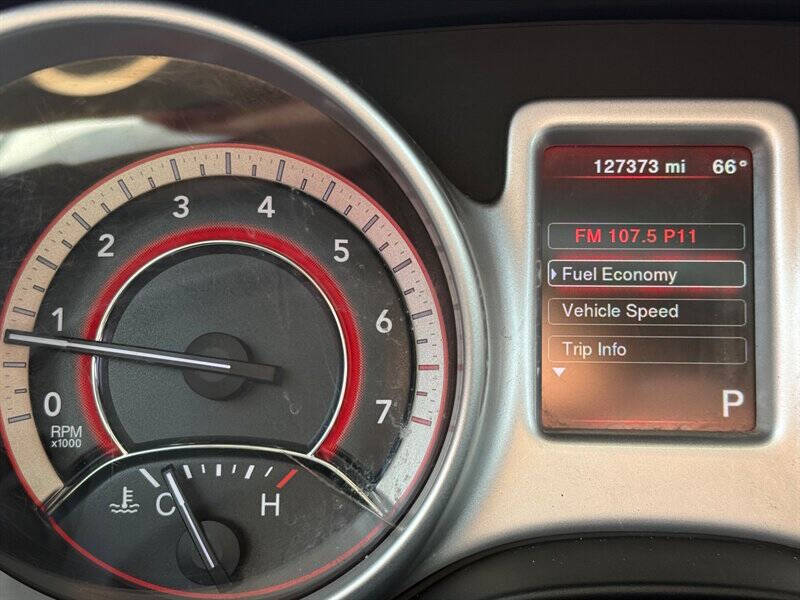 127373 mi 66°
FM 107.5 P11
Fuel Economy
Vehicle Speed
Trip Info
P
0
1
2
3
4
5
6
7
RPM
x1000
C H